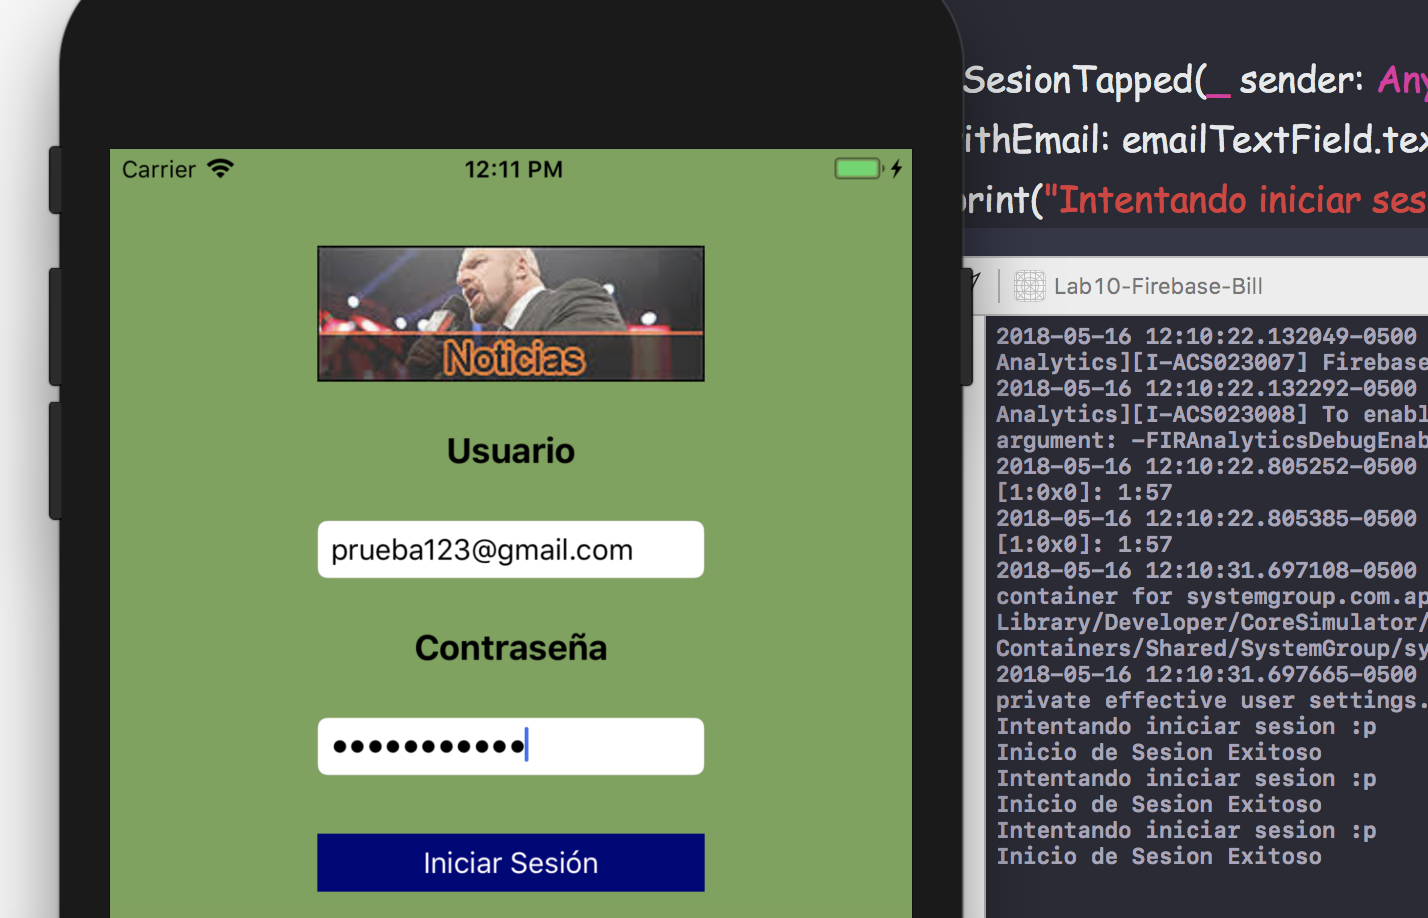 Carrier
12:11 PM
Noticias
Usuario
prueba123@gmail.com
Contraseña
Iniciar Sesión
SesionTapped(_ sender: Any
ithEmail: emailTextField.tex
print("Intentando iniciar ses
Lab10-Firebase-Bill
2018-05-16 12:10:22.132049-0500
Analytics][I-ACS023007] Firebase
2018-05-16 12:10:22.132292-0500
Analytics][I-ACS023008] To enabl
argument: -FIRAnalyticsDebugEnab
2018-05-16 12:10:22.805252-0500
[1:0x0]: 1:57
2018-05-16 12:10:22.805385-0500
[1:0x0]: 1:57
2018-05-16 12:10:31.697108-0500
container for systemgroup.com.ap
Library/Developer/CoreSimulator/
Containers/Shared/SystemGroup/sy
2018-05-16 12:10:31.697665-0500
private effective user settings.
Intentando iniciar sesion :p
Inicio de Sesion Exitoso
Intentando iniciar sesion :p
Inicio de Sesion Exitoso
Intentando iniciar sesion :p
Inicio de Sesion Exitoso